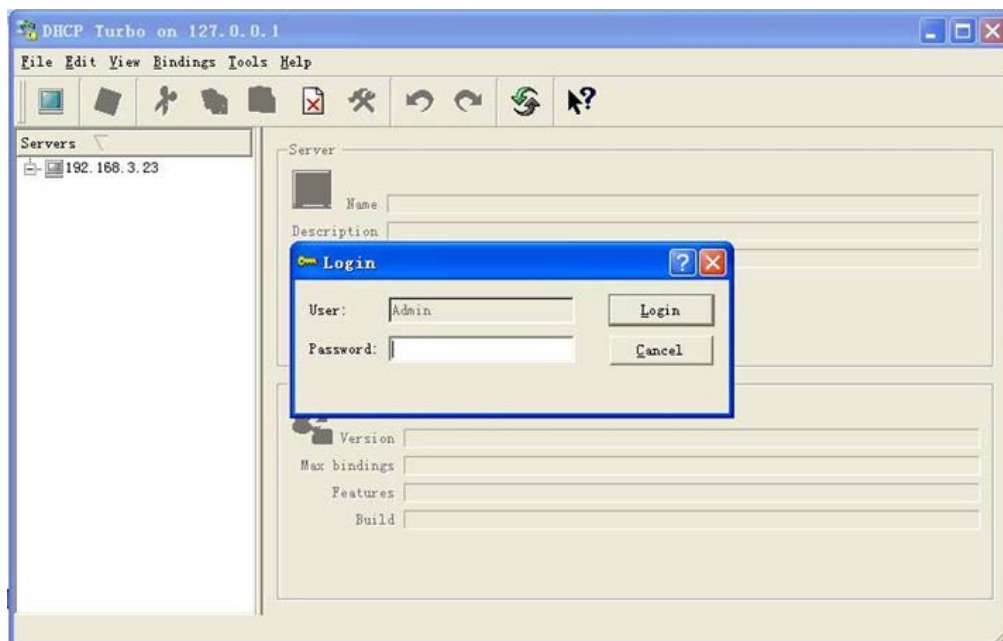 DHCP Turbo on 127.0.0.1
File Edit View Bindings Tools Help
Servers
192.168.3.23
Server
Name
Description
Login
User: Admin
Login
Password:
Cancel
Version
Max bindings
Features
Build